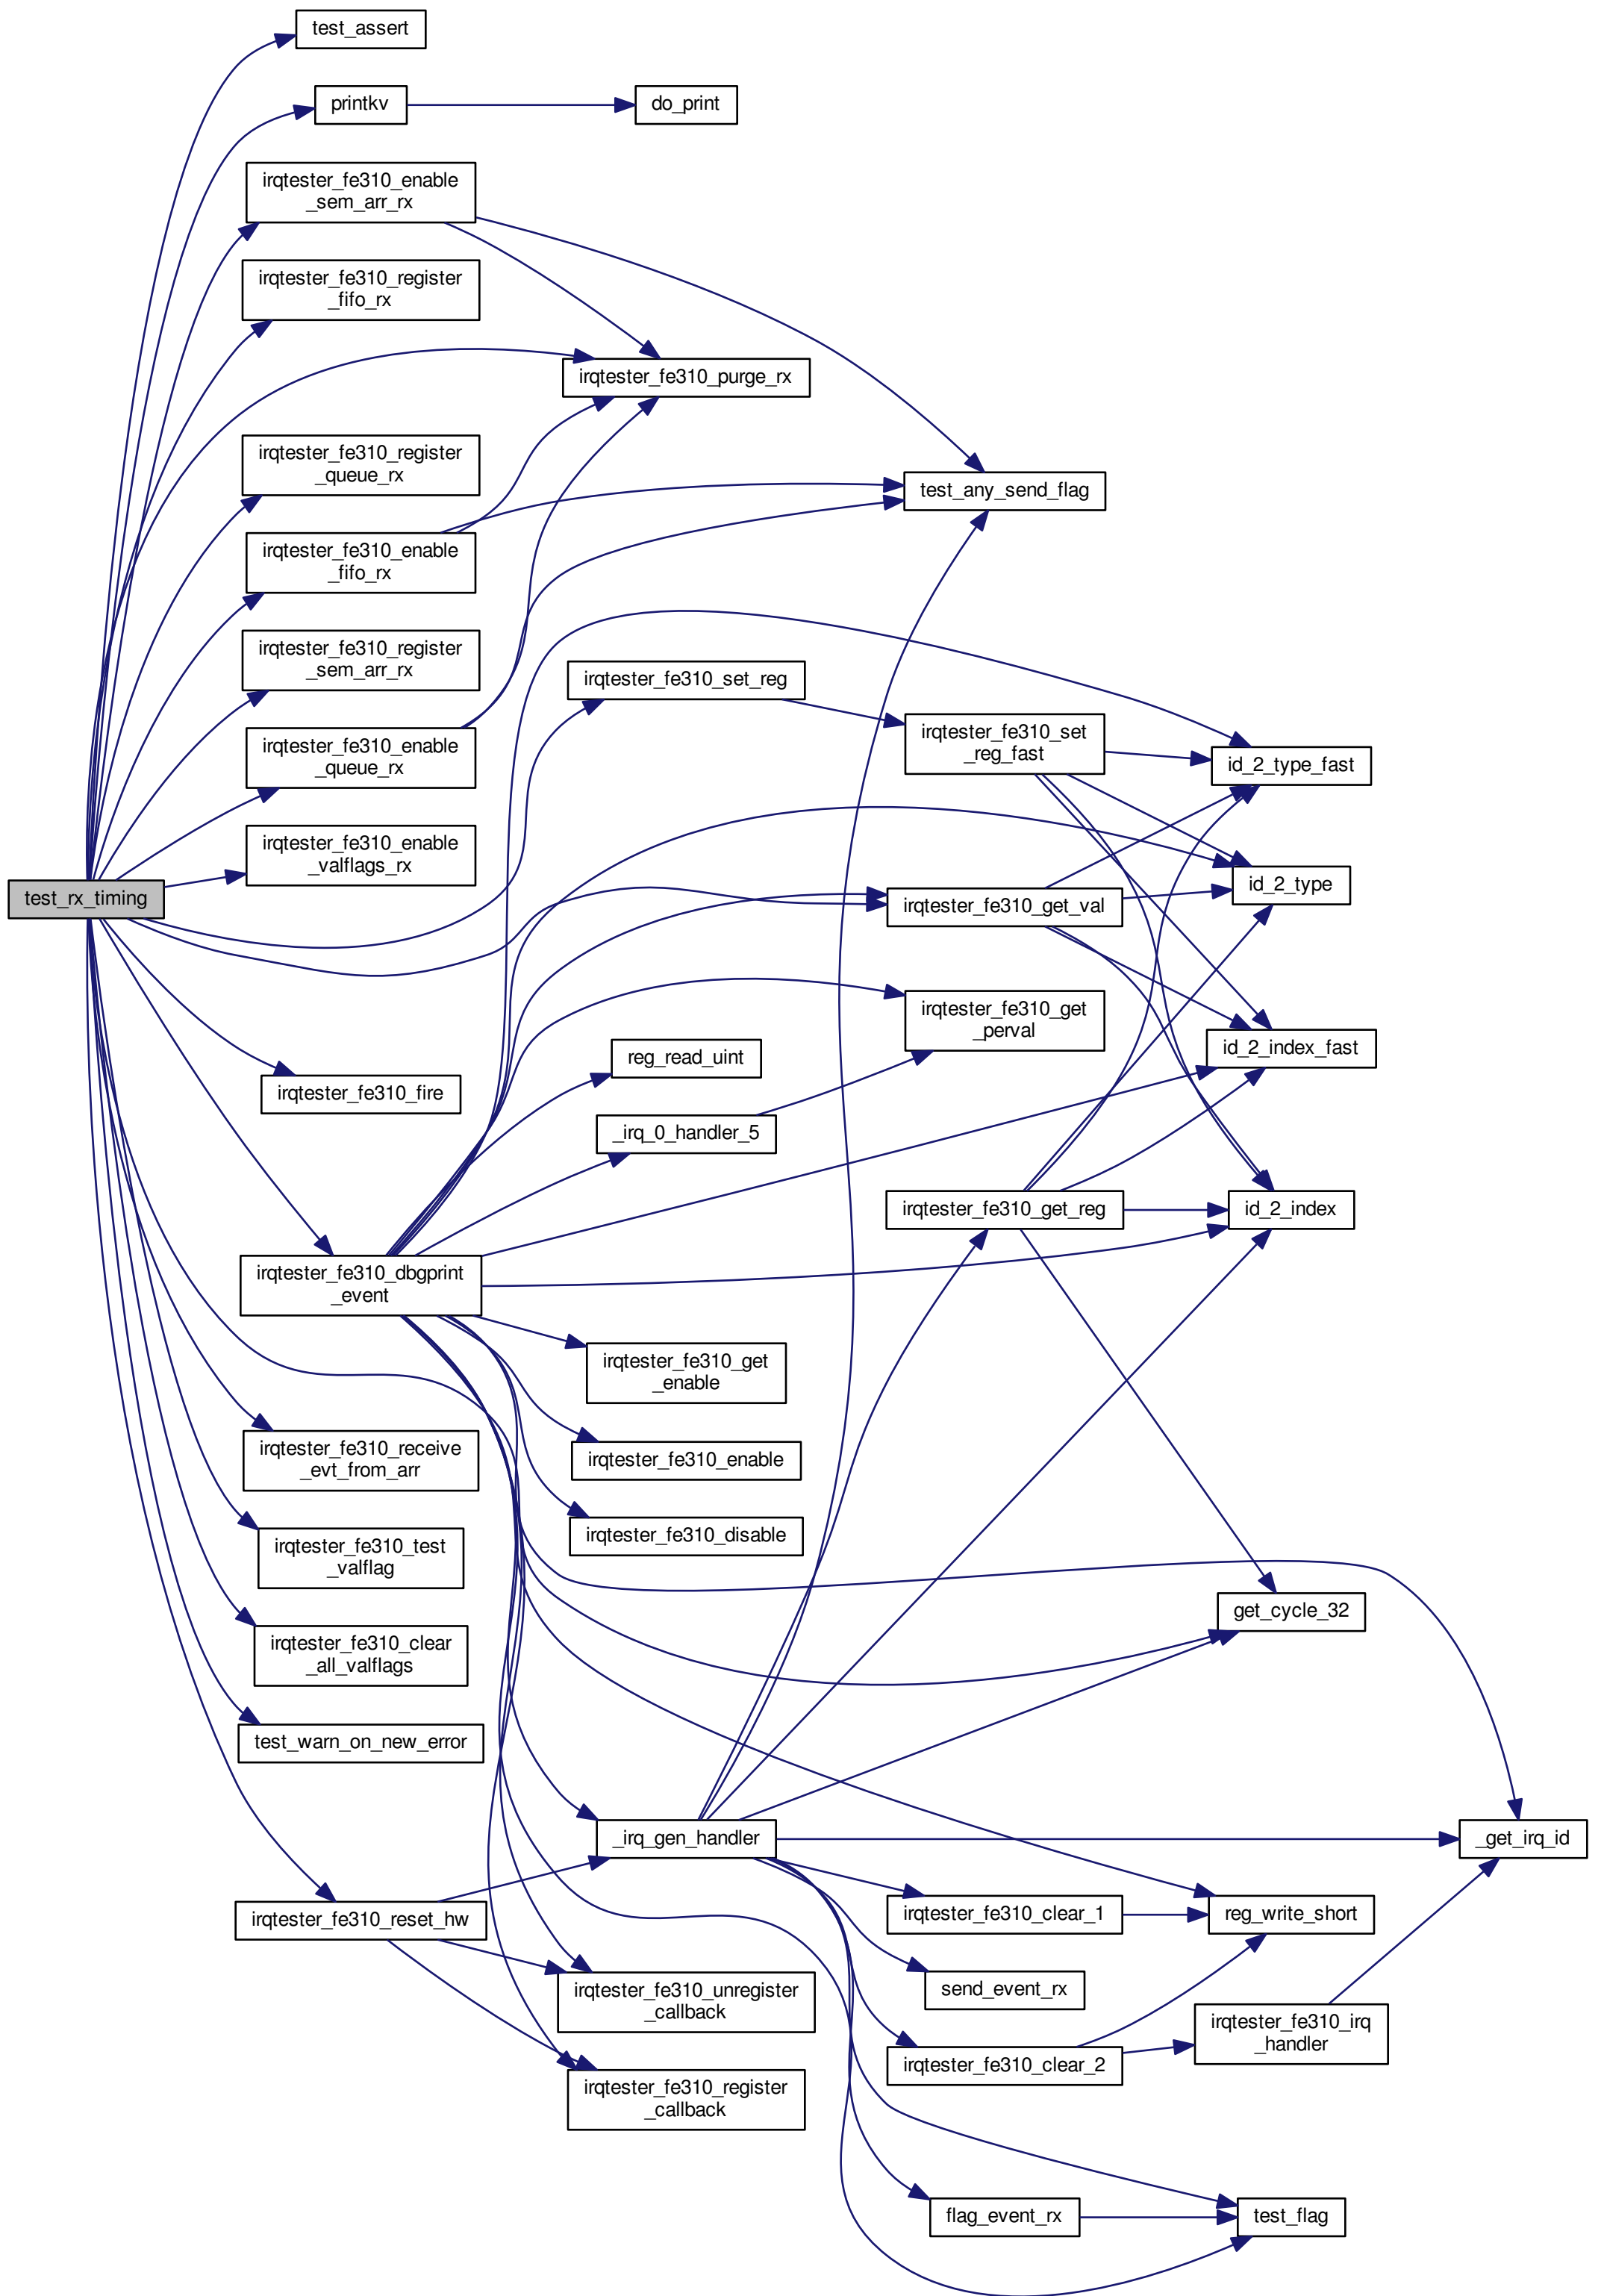 test_assert
printkv
do_print
irqtester_fe310_enable
_sem_arr_rx
irqtester_fe310_register
_fifo_rx
irqtester_fe310_purge_rx
irqtester_fe310_register
_queue_rx
test_any_send_flag
irqtester_fe310_enable
_fifo_rx
irqtester_fe310_register
_sem_arr_rx
irqtester_fe310_set_reg
irqtester_fe310_enable
_queue_rx
irqtester_fe310_set
_reg_fast
id_2_type_fast
irqtester_fe310_enable
_valflags_rx
test_rx_timing
irqtester_fe310_get_val
id_2_type
irqtester_fe310_get
_perval
reg_read_uint
id_2_index_fast
irqtester_fe310_fire
_irq_0_handler_5
irqtester_fe310_get_reg
id_2_index
irqtester_fe310_dbgprint
_event
irqtester_fe310_get
_enable
irqtester_fe310_receive
_evt_from_arr
irqtester_fe310_enable
irqtester_fe310_disable
irqtester_fe310_test
_valflag
get_cycle_32
irqtester_fe310_clear
_all_valflags
test_warn_on_new_error
_irq_gen_handler
_get_irq_id
irqtester_fe310_reset_hw
irqtester_fe310_clear_1
reg_write_short
irqtester_fe310_unregister
_callback
send_event_rx
irqtester_fe310_irq
_handler
irqtester_fe310_clear_2
irqtester_fe310_register
_callback
flag_event_rx
test_flag